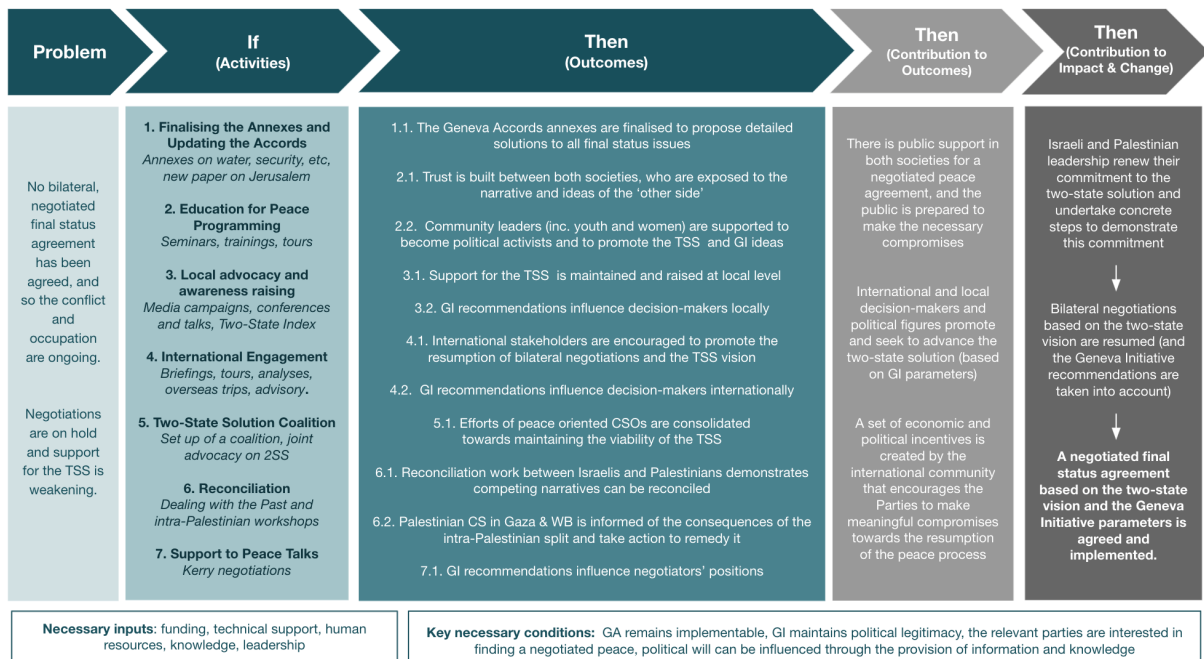 Problem
If
(Activities)
Then
(Outcomes)
Then
(Contribution to
Outcomes)
Then
(Contribution to
Impact & Change)
No bilateral,
negotiated
final status
agreement
has been
agreed, and
so the conflict
and
occupation
are ongoing.
Negotiations
are on hold
and support
for the TSS is
weakening.
1. Finalising the Annexes and
Updating the Accords
Annexes on water, security, etc,
new paper on Jerusalem
2. Education for Peace
Programming
Seminars, trainings, tours
3. Local advocacy and
awareness raising
Media campaigns, conferences
and talks, Two-State Index
4. International Engagement
Briefings, tours, analyses,
overseas trips, advisory.
5. Two-State Solution Coalition
Set up of a coalition, joint
advocacy on 2SS
6. Reconciliation
Dealing with the Past and
intra-Palestinian workshops
7. Support to Peace Talks
Kerry negotiations
1.1. The Geneva Accords annexes are finalised to propose detailed
solutions to all final status issues
2.1. Trust is built between both societies, who are exposed to the
narrative and ideas of the ‘other side’
2.2. Community leaders (inc. youth and women) are supported to
become political activists and to promote the TSS and GI ideas
3.1. Support for the TSS is maintained and raised at local level
3.2. GI recommendations influence decision-makers locally
4.1. International stakeholders are encouraged to promote the
resumption of bilateral negotiations and the TSS vision
4.2. GI recommendations influence decision-makers internationally
5.1. Efforts of peace oriented CSOs are consolidated
towards maintaining the viability of the TSS
6.1. Reconciliation work between Israelis and Palestinians demonstrates
competing narratives can be reconciled
6.2. Palestinian CS in Gaza & WB is informed of the consequences of the
intra-Palestinian split and take action to remedy it
7.1. GI recommendations influence negotiators’ positions
There is public support in
both societies for a
negotiated peace
agreement, and the
public is prepared to
make the necessary
compromises
International and local
decision-makers and
political figures promote
and seek to advance the
two-state solution (based
on GI parameters)
A set of economic and
political incentives is
created by the
international community
that encourages the
Parties to make
meaningful compromises
towards the resumption
of the peace process
Israeli and Palestinian
leadership renew their
commitment to the
two-state solution and
undertake concrete
steps to demonstrate
this commitment
Bilateral negotiations
based on the two-state
vision are resumed (and
the Geneva Initiative
recommendations are
taken into account)
A negotiated final
status agreement
based on the two-state
vision and the Geneva
Initiative parameters is
agreed and
implemented.
Necessary inputs: funding, technical support, human
resources, knowledge, leadership
Key necessary conditions: GA remains implementable, GI maintains political legitimacy, the relevant parties are interested in
finding a negotiated peace, political will can be influenced through the provision of information and knowledge